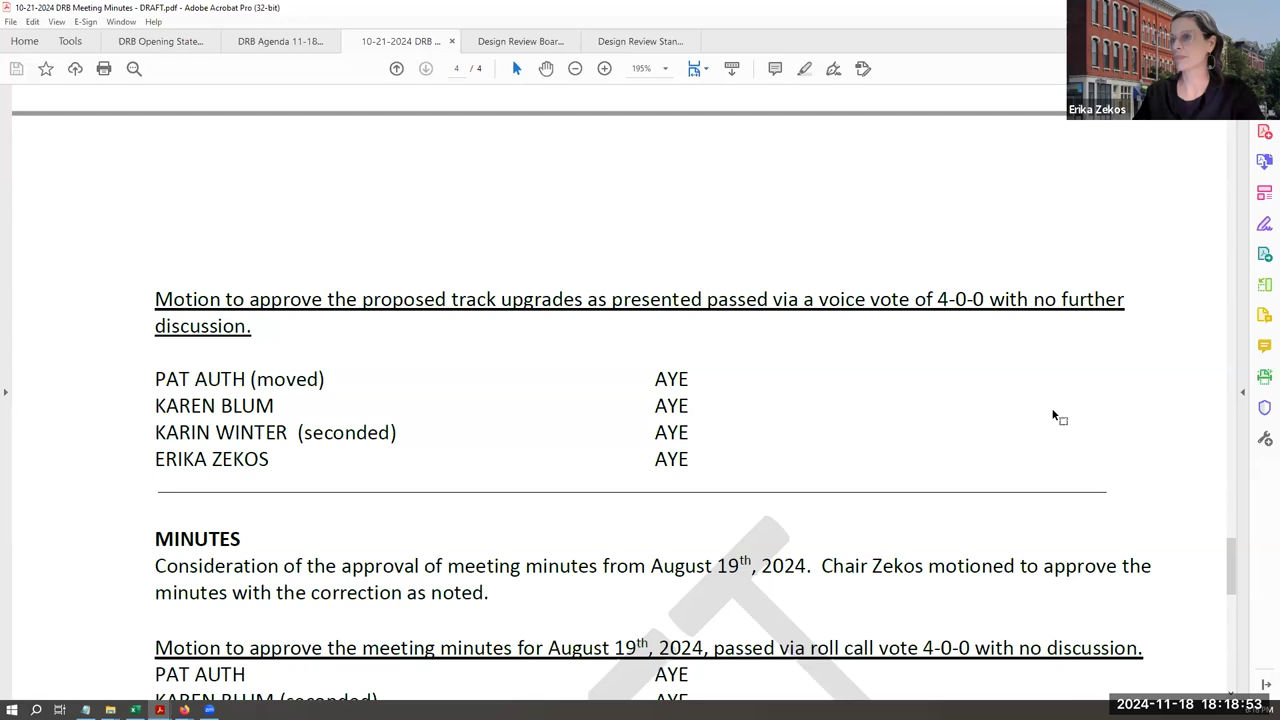 10-21-2024 DRB Meeting Minutes - DRAFT.pdf - Adobe Acrobat Pro (32-bit)
File Edit View E-Sign Window Help
Home Tools DRB Opening State... DRB Agenda 11-18... 10-21-2024 DRB ... × Design Review Boar... Design Review Stan...
4 / 4 195%
Erika Zekos
Motion to approve the proposed track upgrades as presented passed via a voice vote of 4-0-0 with no further
discussion.
PAT AUTH (moved) AYE
KAREN BLUM AYE
KARIN WINTER (seconded) AYE
ERIKA ZEKOS AYE
MINUTES
Consideration of the approval of meeting minutes from August 19th, 2024. Chair Zekos motioned to approve the
minutes with the correction as noted.
Motion to approve the meeting minutes for August 19th, 2024, passed via roll call vote 4-0-0 with no discussion.
PAT AUTH AYE
KAREN BLUM (seconded) AYE
2024-11-18 18:18:53